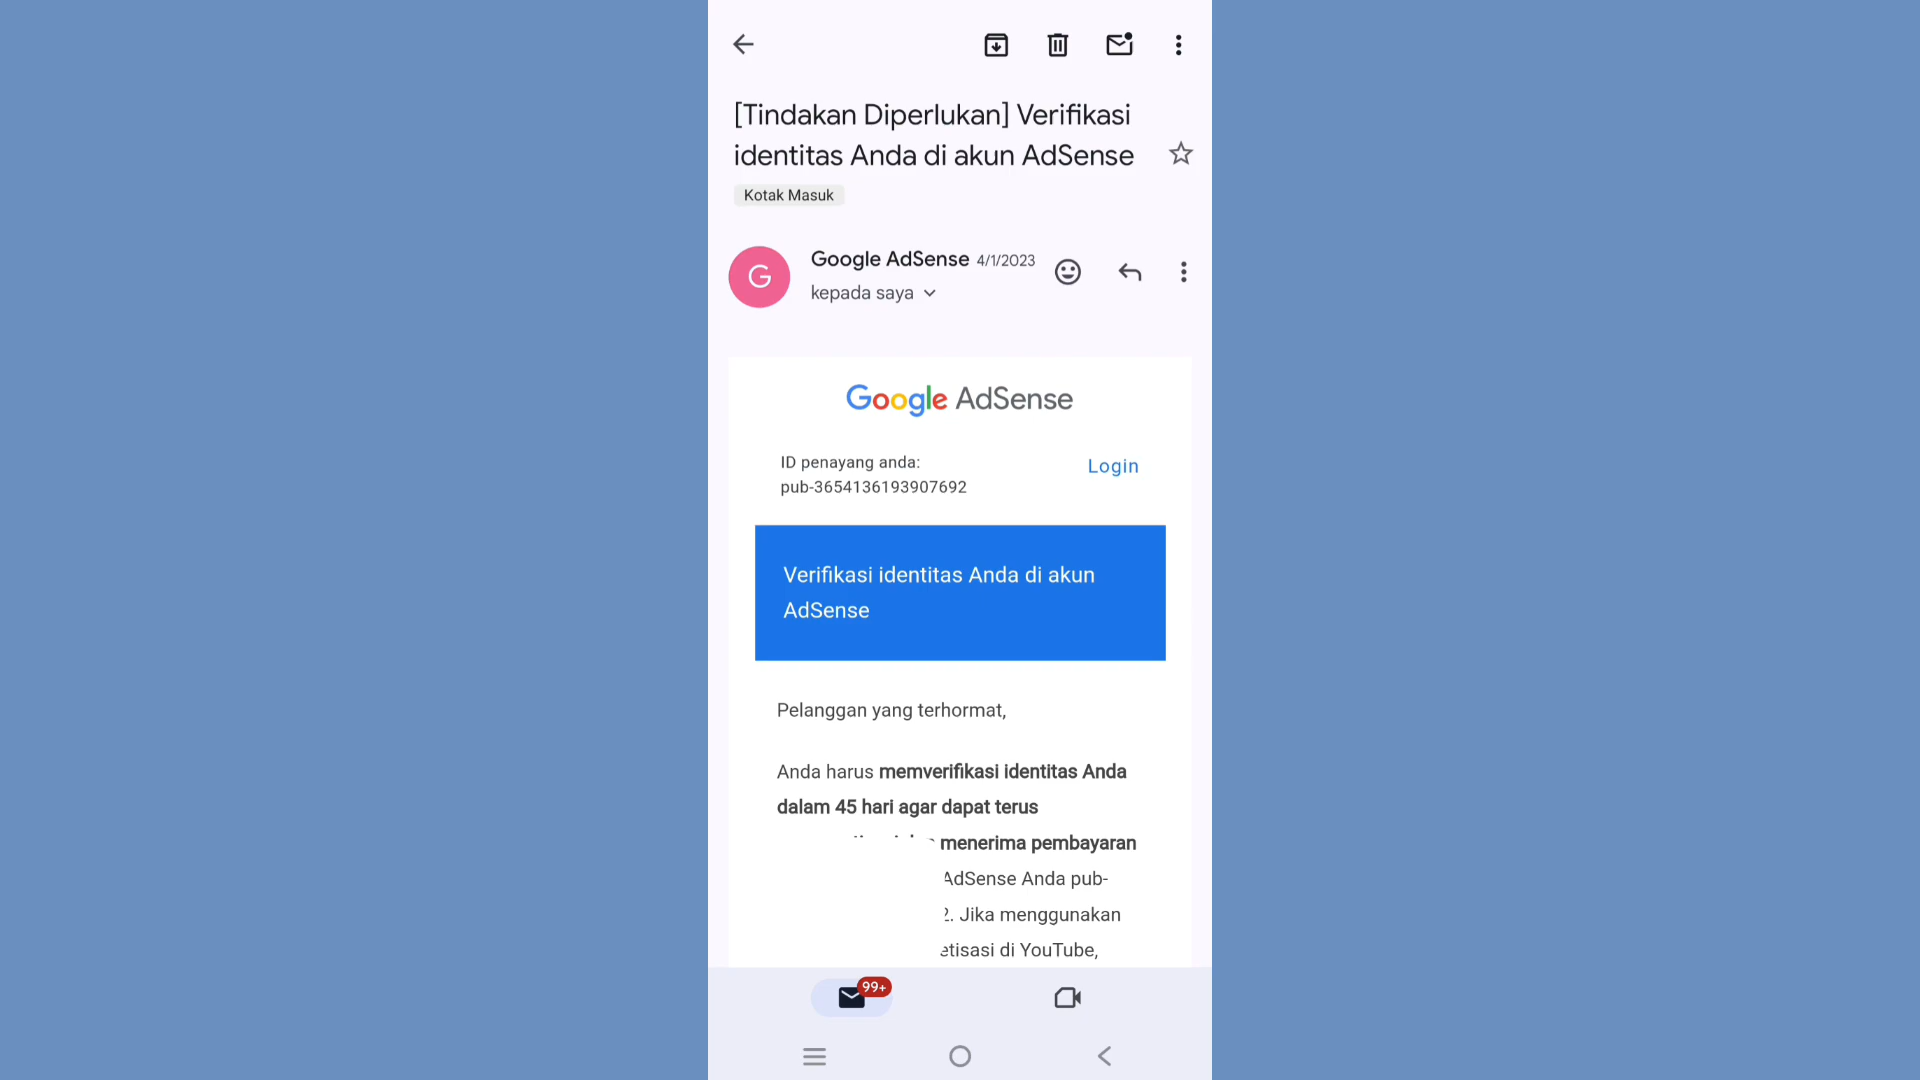 [Tindakan Diperlukan] Verifikasi
identitas Anda di akun AdSense
Kotak Masuk
G
Google AdSense 4/1/2023
kepada saya
Google AdSense
ID penayang anda:
pub-3654136193907692
Login
Verifikasi identitas Anda di akun
AdSense
Pelanggan yang terhormat,
Anda harus memverifikasi identitas Anda
dalam 45 hari agar dapat terus
menerima pembayaran
AdSense Anda pub-
2. Jika menggunakan
di YouTube,
99+